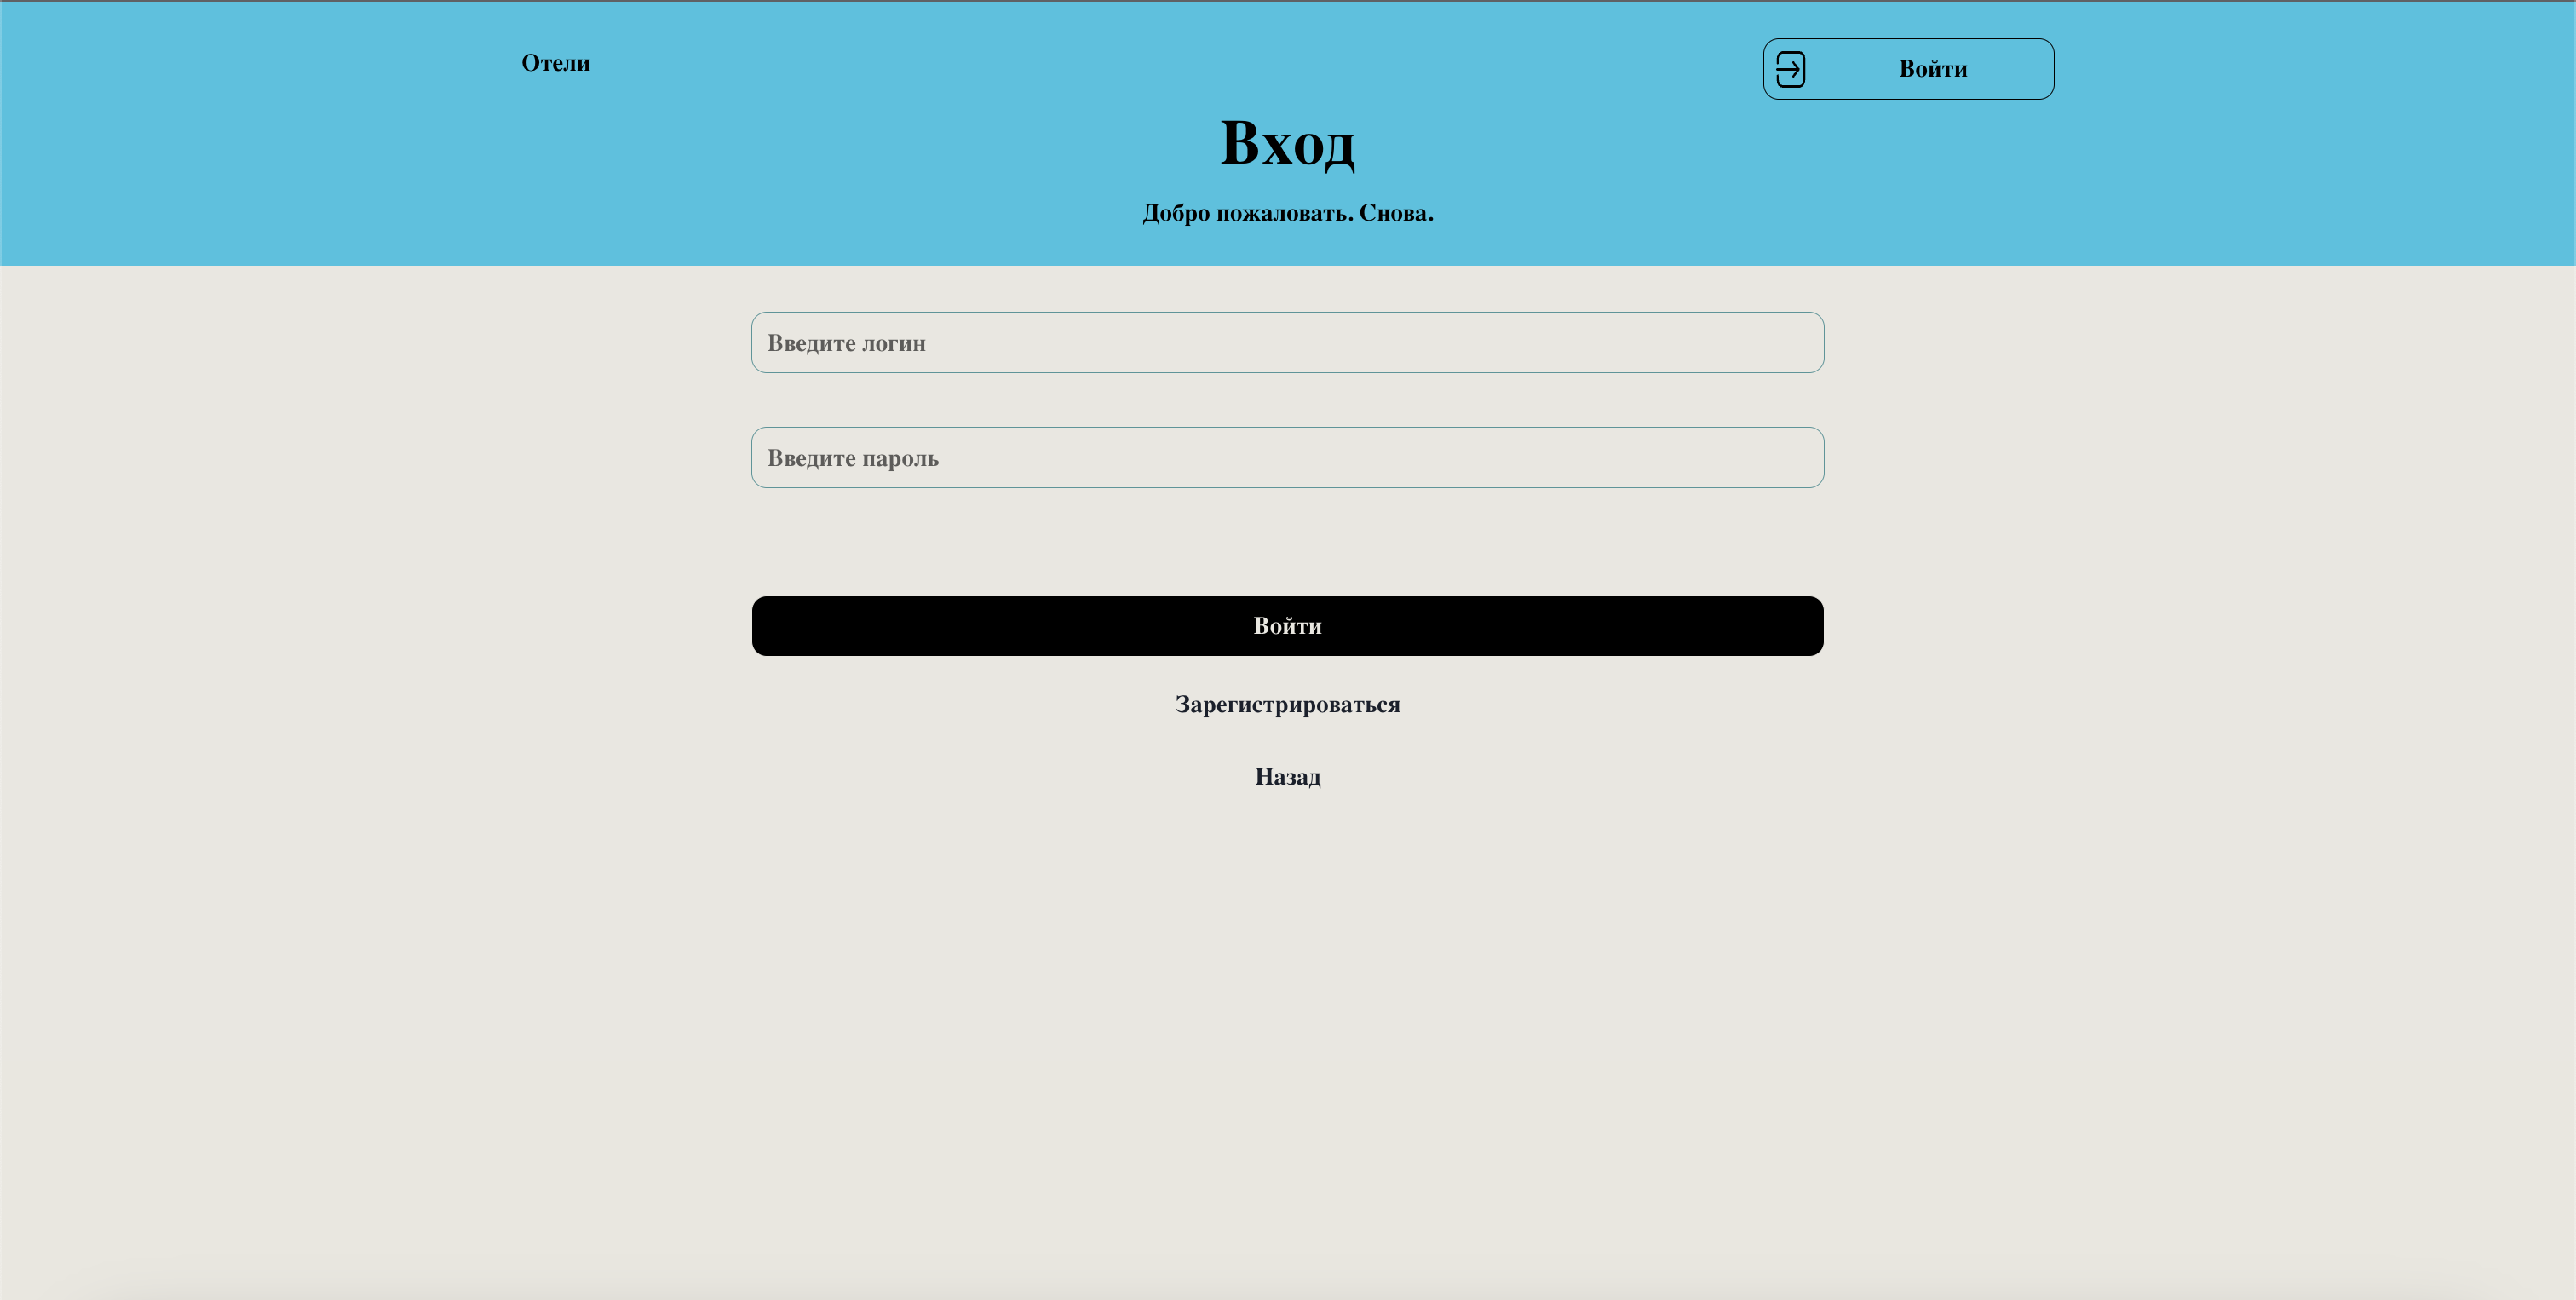 Отели
Войти
Вход
Добро пожаловать. Снова.
Введите логин
Введите пароль
Войти
Зарегистрироваться
Назад